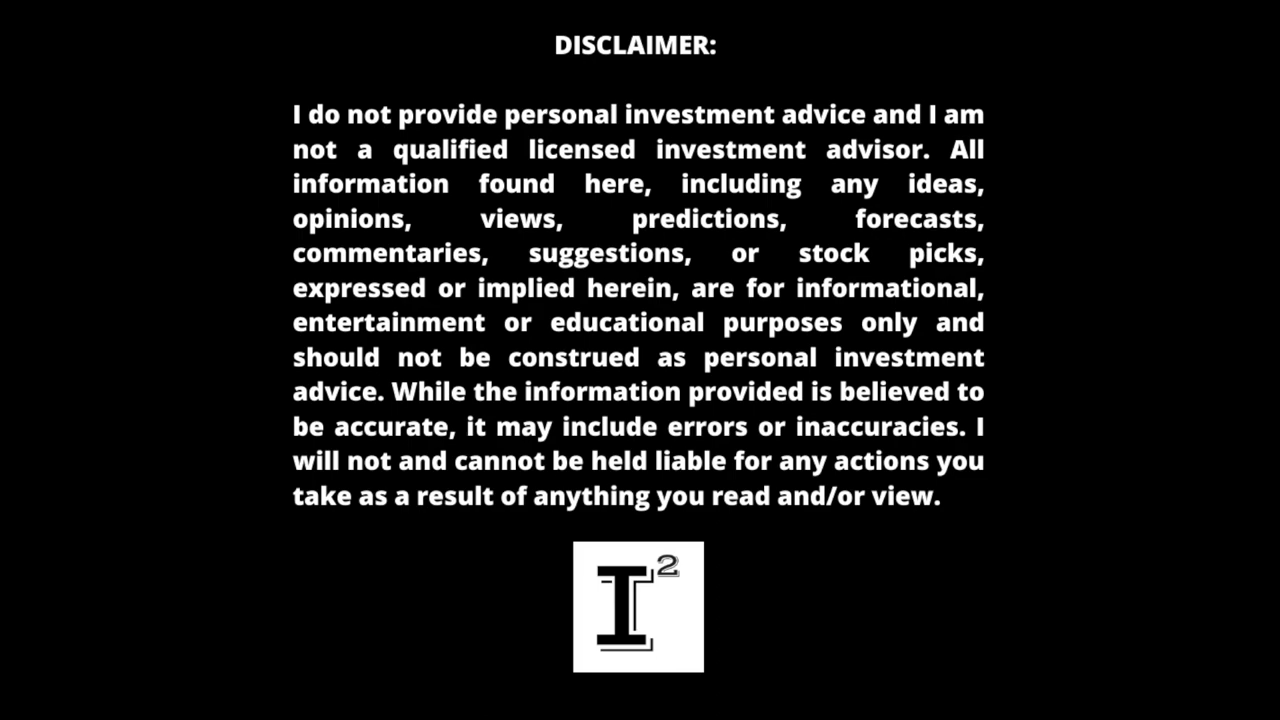 DISCLAIMER:
I do not provide personal investment advice and I am
not a qualified licensed investment advisor. All
information found here, including any ideas,
opinions, views, predictions, forecasts,
commentaries, suggestions, or stock picks,
expressed or implied herein, are for informational,
entertainment or educational purposes only and
should not be construed as personal investment
advice. While the information provided is believed to
be accurate, it may include errors or inaccuracies. I
will not and cannot be held liable for any actions you
take as a result of anything you read and/or view.
I²